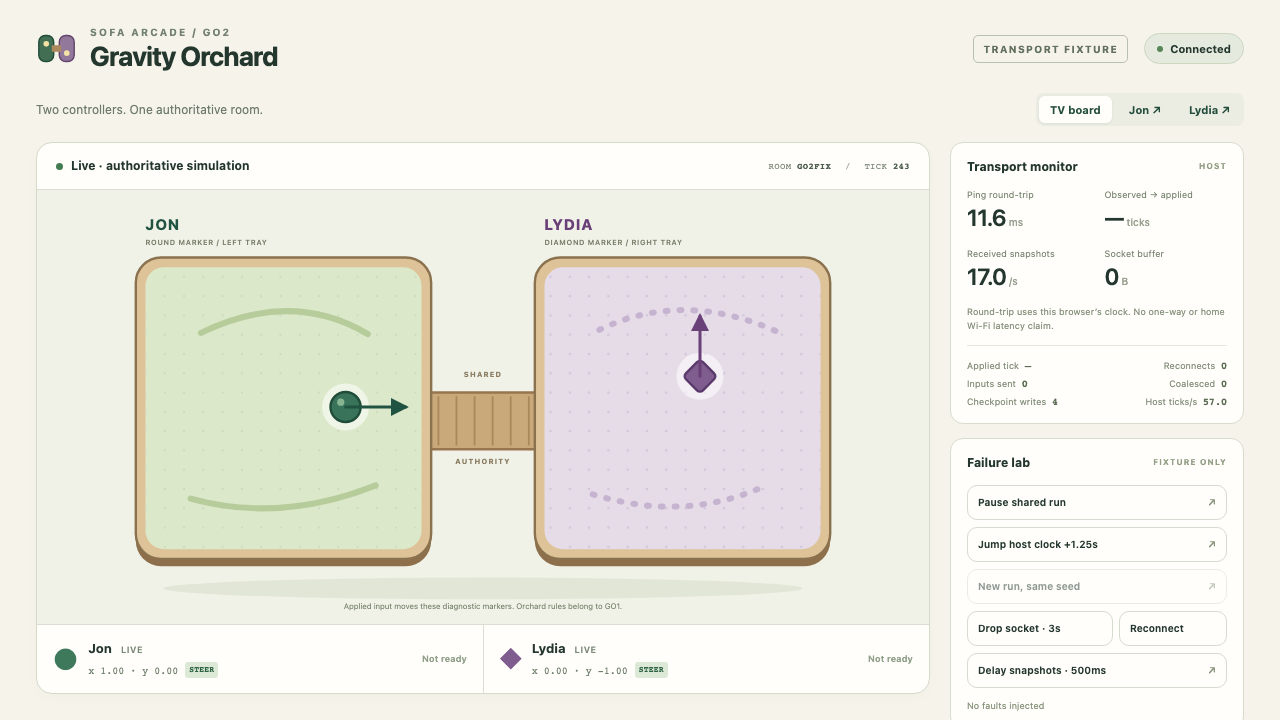 SOFA ARCADE / GO2
Gravity Orchard
TRANSPORT FIXTURE
Connected
Two controllers. One authoritative room.
TV board
Jon ↗
Lydia ↗
Live · authoritative simulation
ROOM GO2FIX / TICK 243
JON
ROUND MARKER / LEFT TRAY
LYDIA
DIAMOND MARKER / RIGHT TRAY
SHARED
AUTHORITY
Applied input moves these diagnostic markers. Orchard rules belong to GO1.
Jon LIVE
x 1.00 · y 0.00 STEER
Not ready
Lydia LIVE
x 0.00 · y −1.00 STEER
Not ready
Transport monitor
HOST
Ping round-trip
11.6 ms
Observed → applied
— ticks
Received snapshots
17.0 /s
Socket buffer
0 B
Round-trip uses this browser's clock. No one-way or home
Wi-Fi latency claim.
Applied tick —
Reconnects 0
Inputs sent 0
Coalesced 0
Checkpoint writes 4
Host ticks/s 57.0
Failure lab
FIXTURE ONLY
Pause shared run ↗
Jump host clock +1.25s ↗
New run, same seed ↗
Drop socket · 3s
Reconnect
Delay snapshots · 500ms ↗
No faults injected